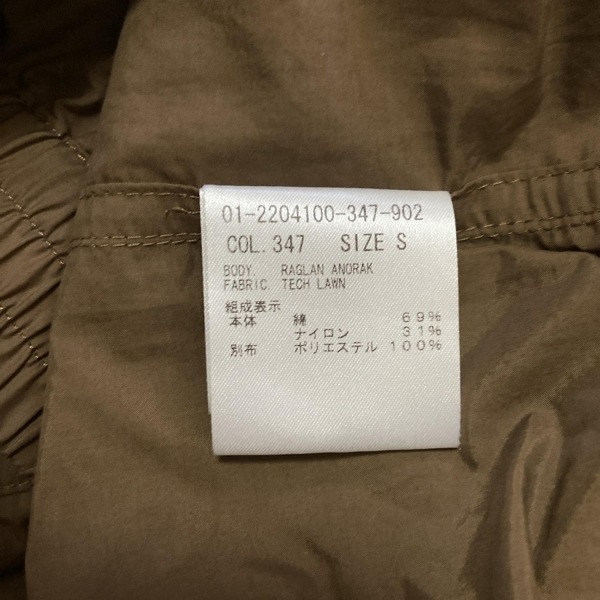 01-2204100-347-902
COL. 347 SIZE S
BODY. RAGLAN ANORAK
FABRIC. TECH LAWN
組成表示
本体 綿 69%
ナイロン 31%
別布 ポリエステル 100%